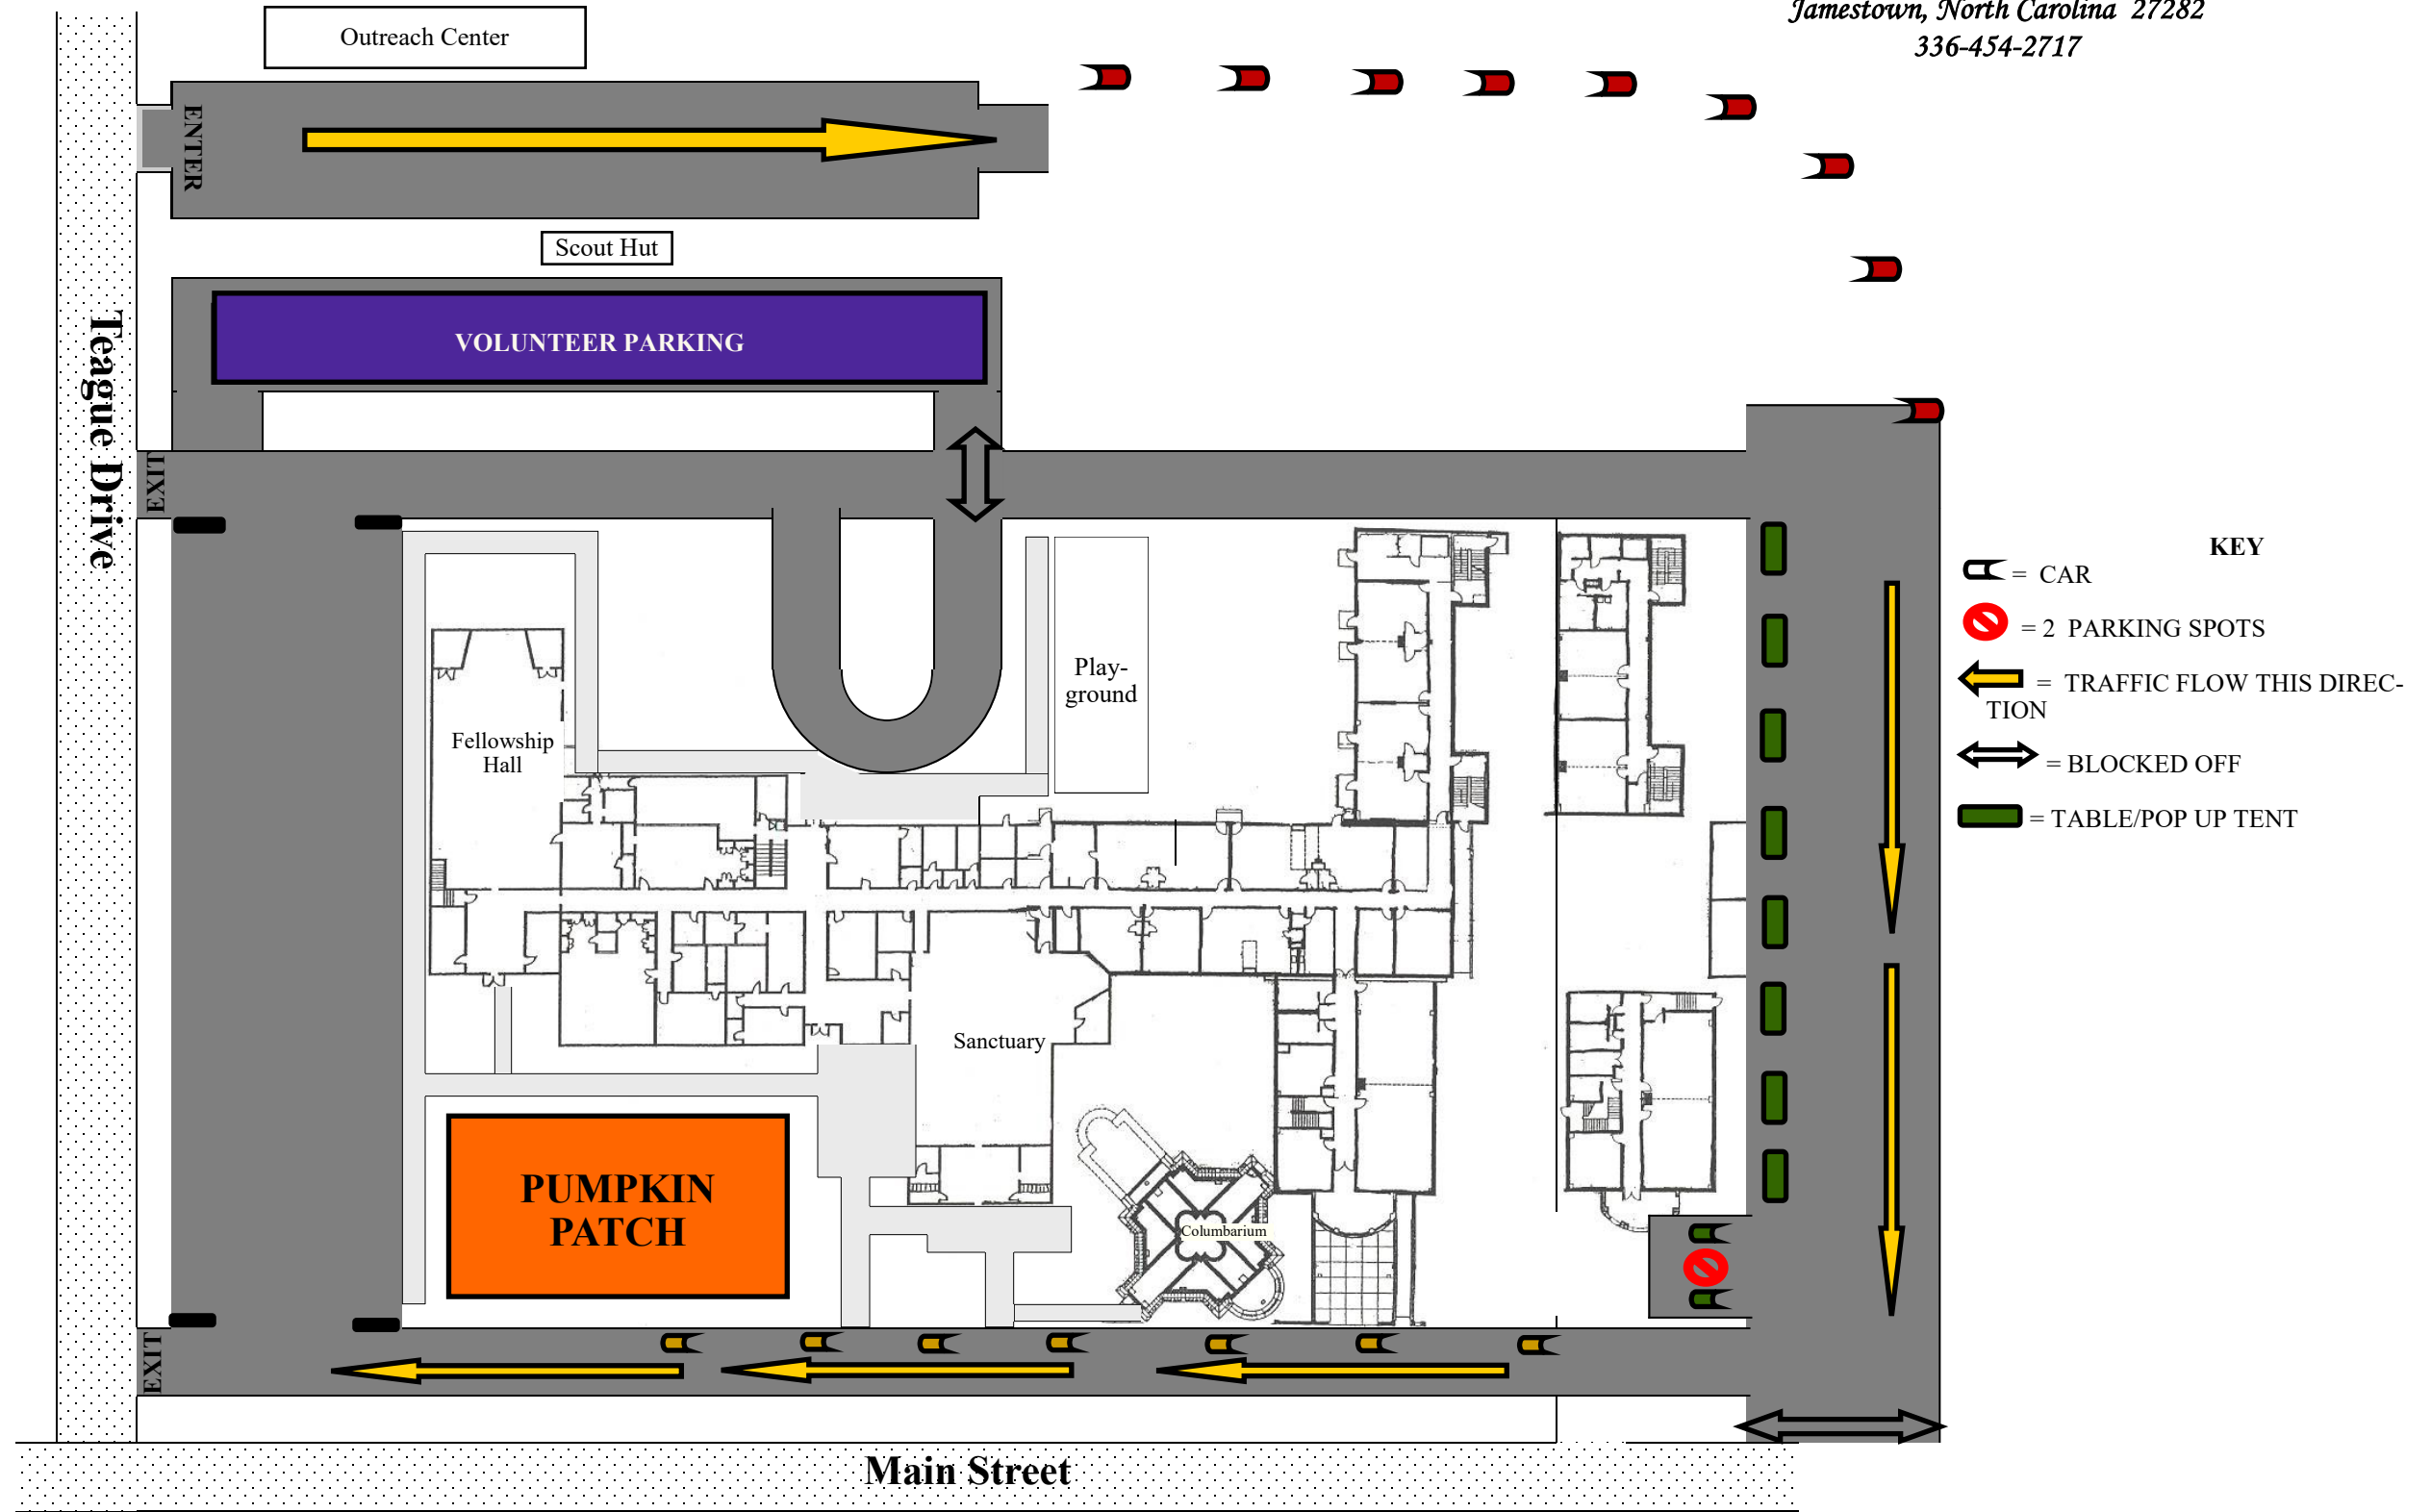 Jamestown, North Carolina 27282
336-454-2717
Outreach Center
ENTER
Scout Hut
VOLUNTEER PARKING
Teague Drive
EXIT
KEY
= CAR
= 2 PARKING SPOTS
= TRAFFIC FLOW THIS DIREC-
TION
= BLOCKED OFF
= TABLE/POP UP TENT
Play-
ground
Fellowship
Hall
Sanctuary
PUMPKIN
PATCH
Columbarium
EXIT
Main Street